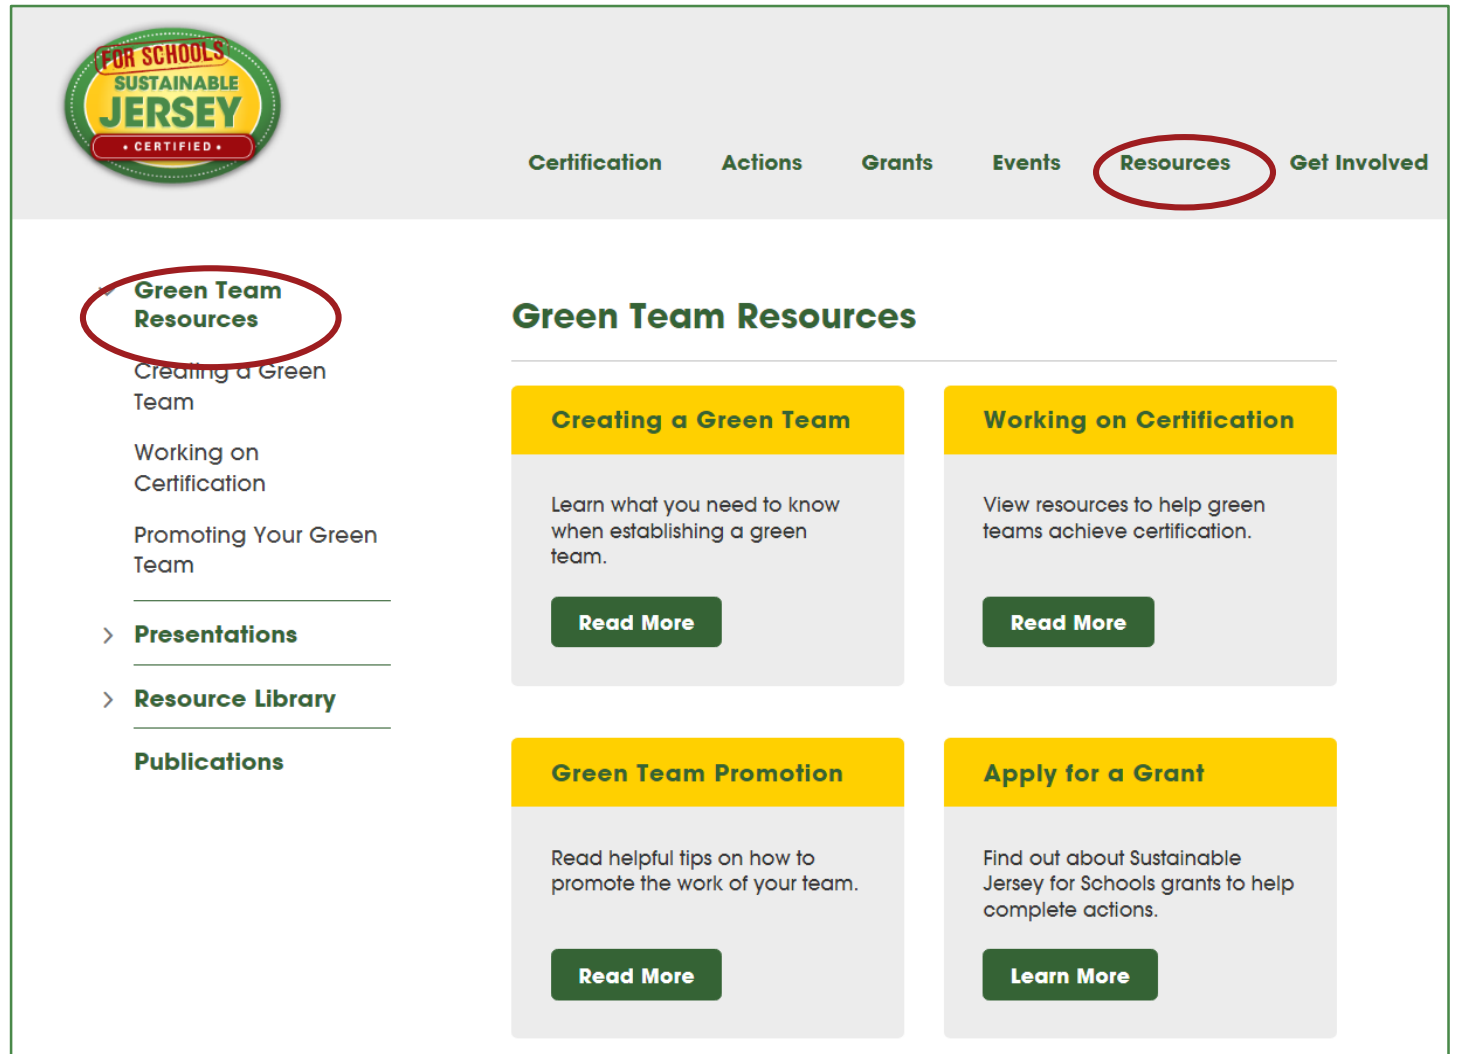 FOR SCHOOLS
SUSTAINABLE
JERSEY
• CERTIFIED •
Certification
Actions
Grants
Events
Resources
Get Involved
Green Team
Resources
Creating a Green
Team
Working on
Certification
Promoting Your Green
Team
Presentations
Resource Library
Publications
Green Team Resources
Creating a Green Team
Learn what you need to know
when establishing a green
team.
Read More
Working on Certification
View resources to help green
teams achieve certification.
Read More
Green Team Promotion
Read helpful tips on how to
promote the work of your team.
Read More
Apply for a Grant
Find out about Sustainable
Jersey for Schools grants to help
complete actions.
Learn More